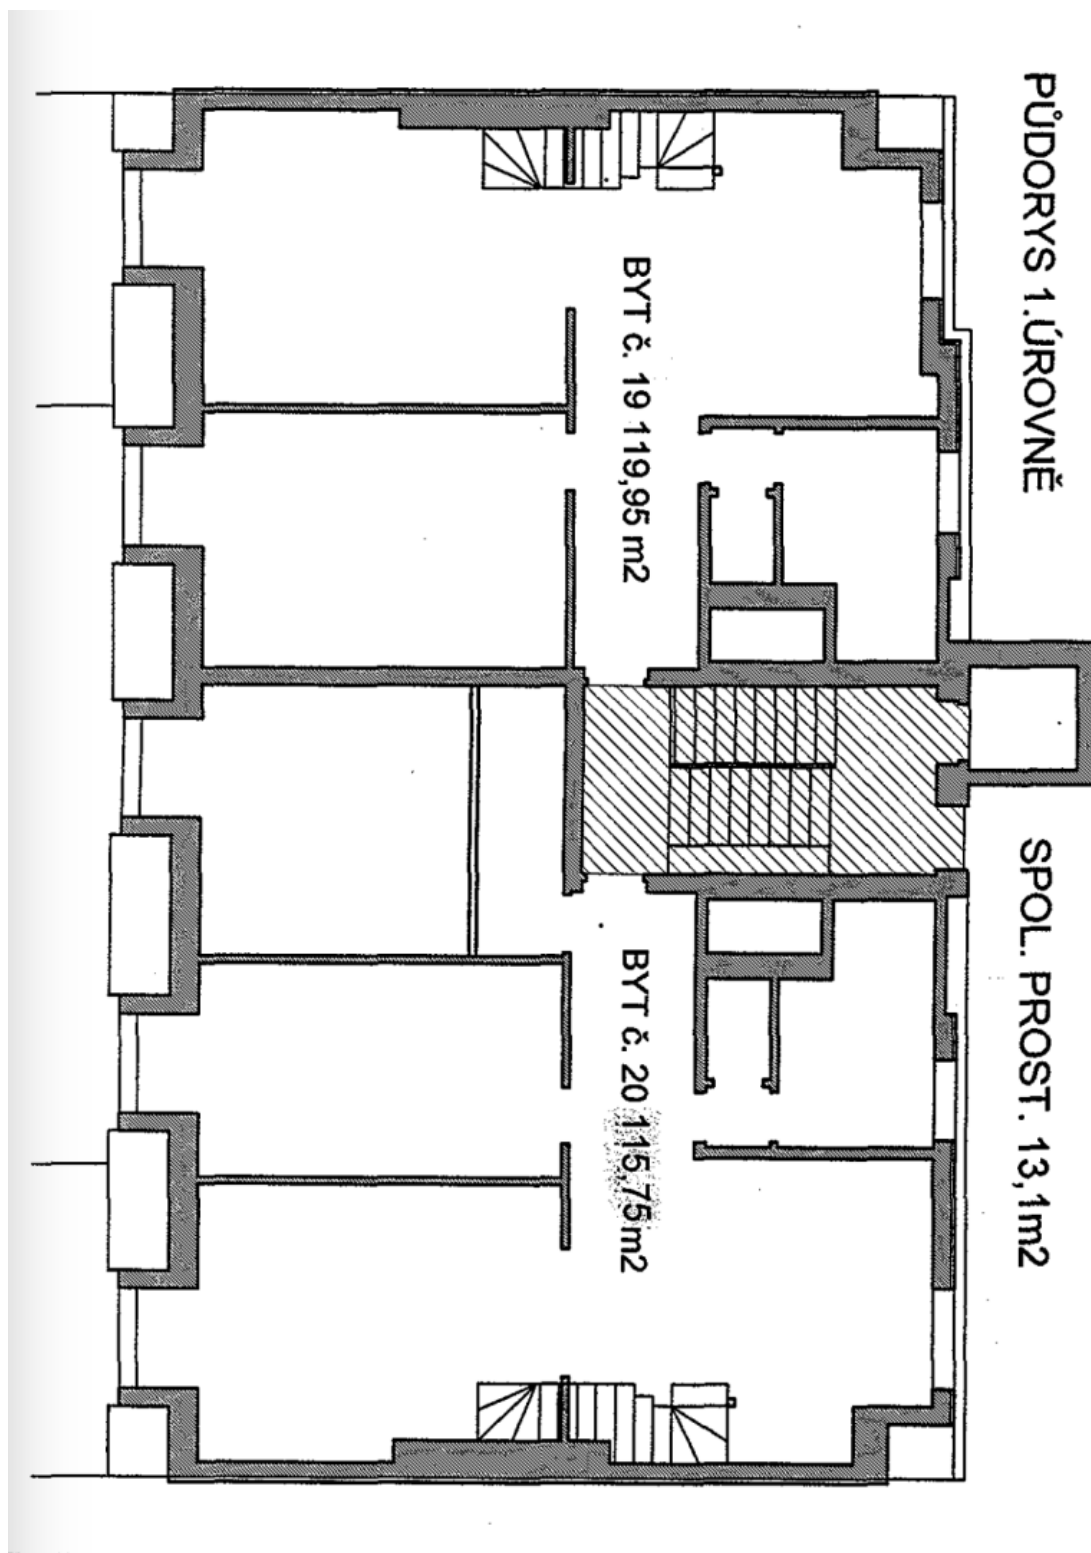 PŮDORYS 1.ÚROVNĚ
SPOL. PROST. 13,1m2
BYT č. 19 119,95 m2
BYT č. 20 115,75 m2